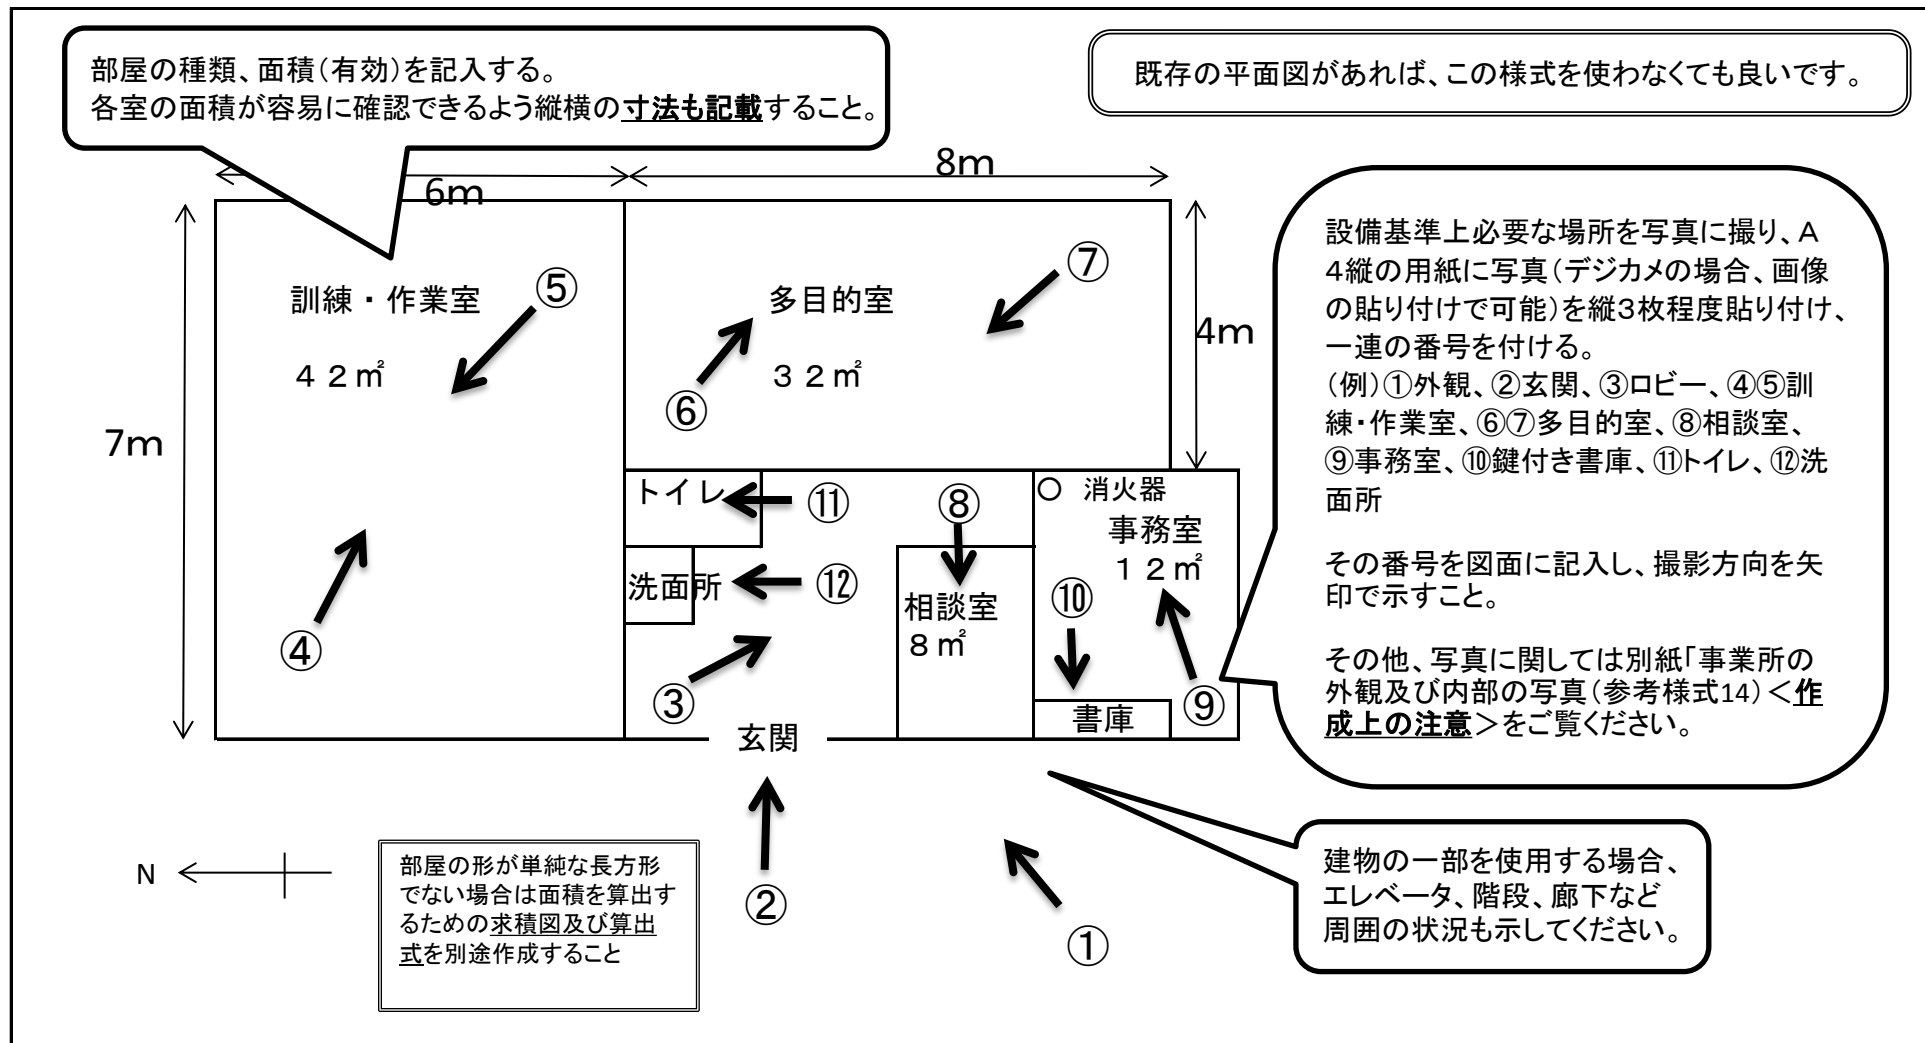 部屋の種類、面積（有効）を記入する。
各室の面積が容易に確認できるよう縦横の寸法も記載すること。
既存の平面図があれば、この様式を使わなくても良いです。
6m
8m
7m
4m
訓練・作業室
４２㎡
⑤
④
多目的室
３２㎡
⑥
⑦
トイレ
⑪
洗面所
⑫
③
玄関
⑧
相談室
８㎡
○ 消火器
事務室
１２㎡
⑩
書庫
⑨
②
①
N
設備基準上必要な場所を写真に撮り、Ａ
４縦の用紙に写真（デジカメの場合、画像
の貼り付けで可能）を縦３枚程度貼り付け、
一連の番号を付ける。
（例）①外観、②玄関、③ロビー、④⑤訓
練・作業室、⑥⑦多目的室、⑧相談室、
⑨事務室、⑩鍵付き書庫、⑪トイレ、⑫洗
面所
その番号を図面に記入し、撮影方向を矢
印で示すこと。
その他、写真に関しては別紙「事業所の
外観及び内部の写真（参考様式14）＜作
成上の注意＞をご覧ください。
部屋の形が単純な長方形
でない場合は面積を算出す
るための求積図及び算出
式を別途作成すること
建物の一部を使用する場合、
エレベータ、階段、廊下など
周囲の状況も示してください。